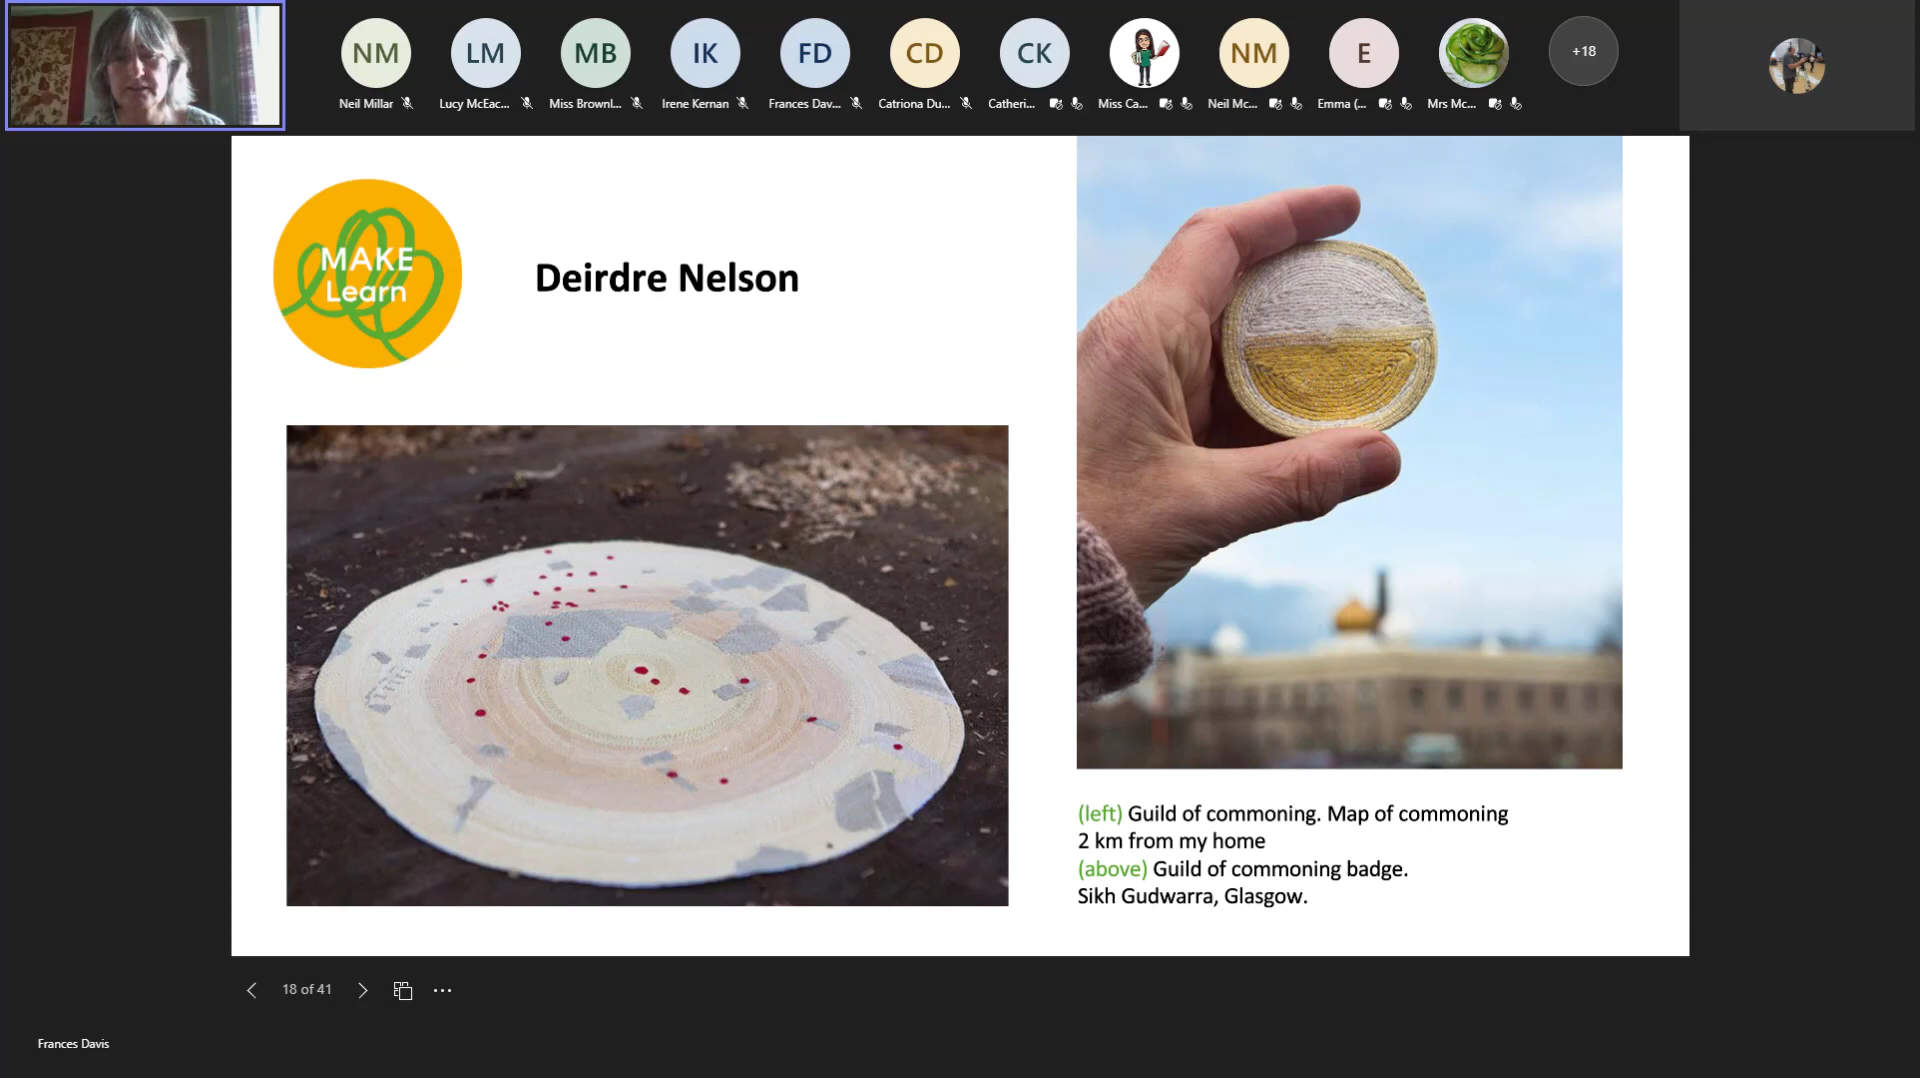 NM
LM
MB
IK
FD
CD
CK
NM
E
+18
Neil Millar
Lucy McEac...
Miss Brownl...
Irene Kernan
Frances Dav...
Catriona Du...
Catheri...
Miss Ca...
Neil Mc...
Emma (...
Mrs Mc...
MAKE
Learn
Deirdre Nelson
(left) Guild of commoning. Map of commoning
2 km from my home
(above) Guild of commoning badge.
Sikh Gudwarra, Glasgow.
18 of 41
Frances Davis